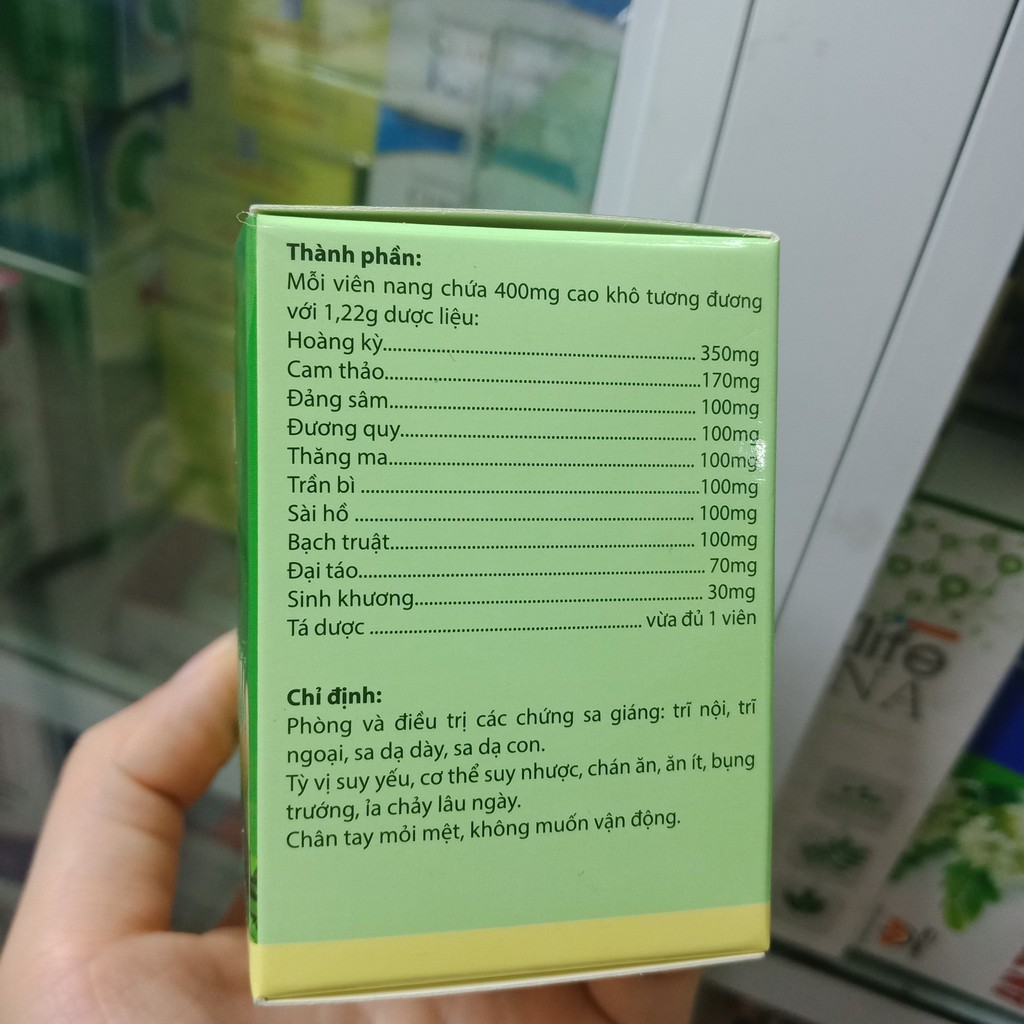 Thành phần:
Mỗi viên nang chứa 400mg cao khô tương đương
với 1,22g dược liệu:
Hoàng kỳ........................................................ 350mg
Cam thảo........................................................170mg
Đảng sâm....................................................... 100mg
Đương quy..................................................... 100mg
Thăng ma....................................................... 100mg
Trần bì ............................................................100mg
Sài hồ ............................................................ 100mg
Bạch truật....................................................... 100mg
Đại táo............................................................. 70mg
Sinh khương................................................... 30mg
Tá dược ................................................ vừa đủ 1 viên
Chỉ định:
Phòng và điều trị các chứng sa giáng: trĩ nội, trĩ
ngoại, sa dạ dày, sa dạ con.
Tỳ vị suy yếu, cơ thể suy nhược, chán ăn, ăn ít, bụng
trướng, ỉa chảy lâu ngày.
Chân tay mỏi mệt, không muốn vận động.
life
NA